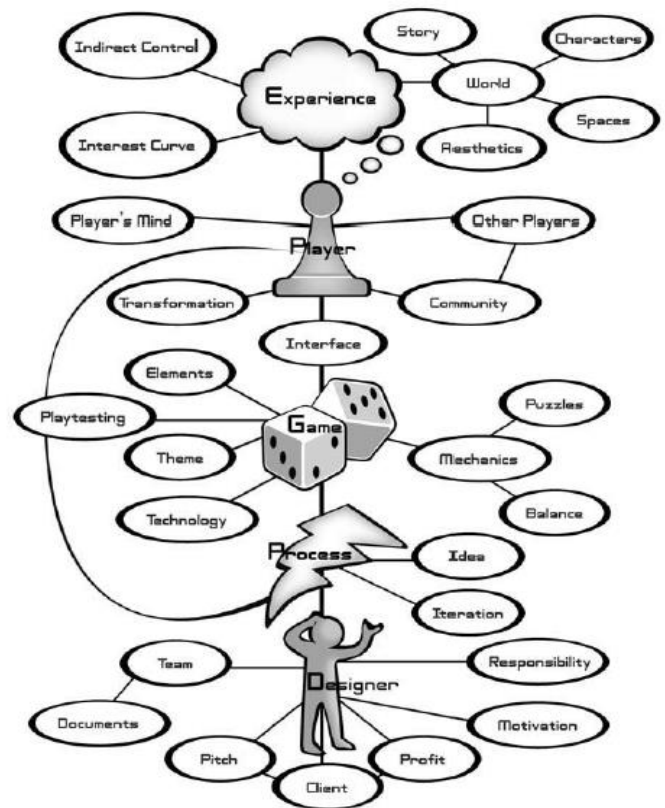 Story
Indirect Control
Characters
Experience
World
Spaces
Interest Curve
Aesthetics
Player's Mind
Other Players
Player
Transformation
Community
Interface
Elements
Puzzles
Playtesting
Game
Theme
Mechanics
Technology
Balance
Process
Idea
Iteration
Team
Responsibility
Designer
Documents
Motivation
Pitch
Profit
Client